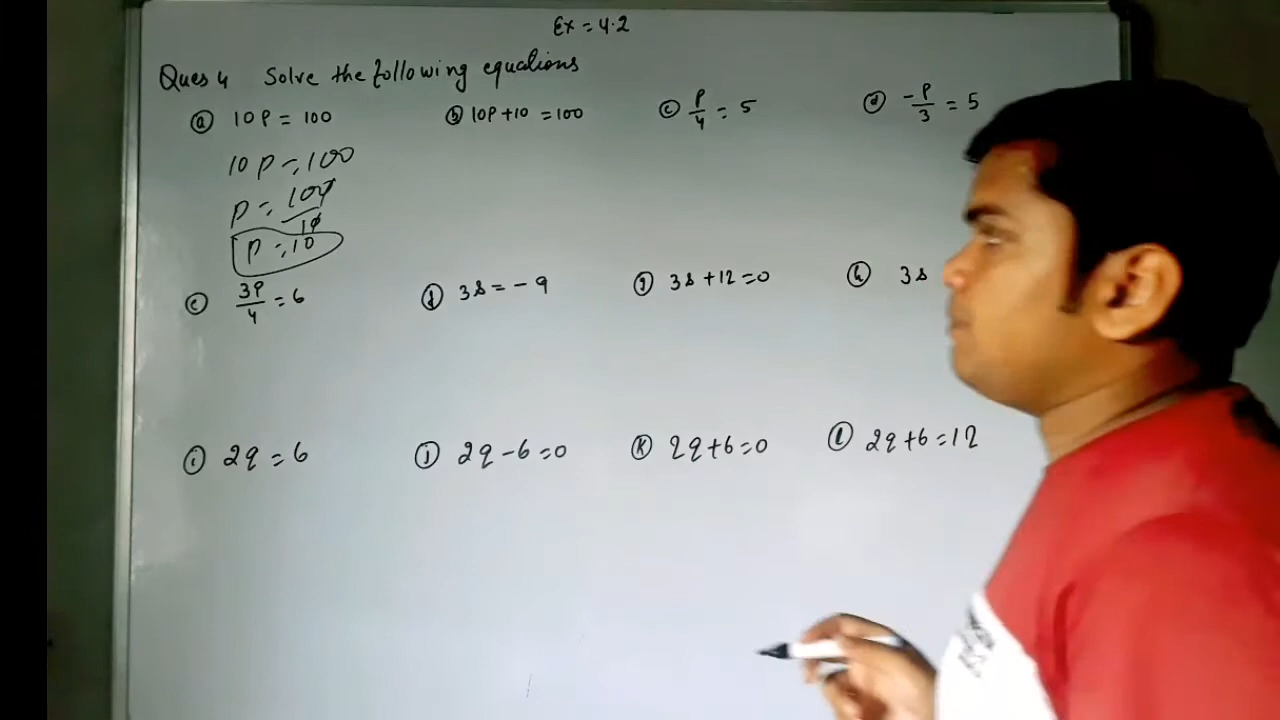 Ex = 4.2
Ques 4 Solve the following equations
(a) 10P = 100 (b) 10P+10 = 100 (c) P/4 = 5 (d) -P/3 = 5
10 P = 100
P = 100/10
P = 10
(e) 3P/4 = 6 (f) 3s = -9 (g) 3s +12 = 0 (h) 3s
(i) 2q = 6 (j) 2q -6 = 0 (k) 2q +6 = 0 (l) 2q +6 = 12